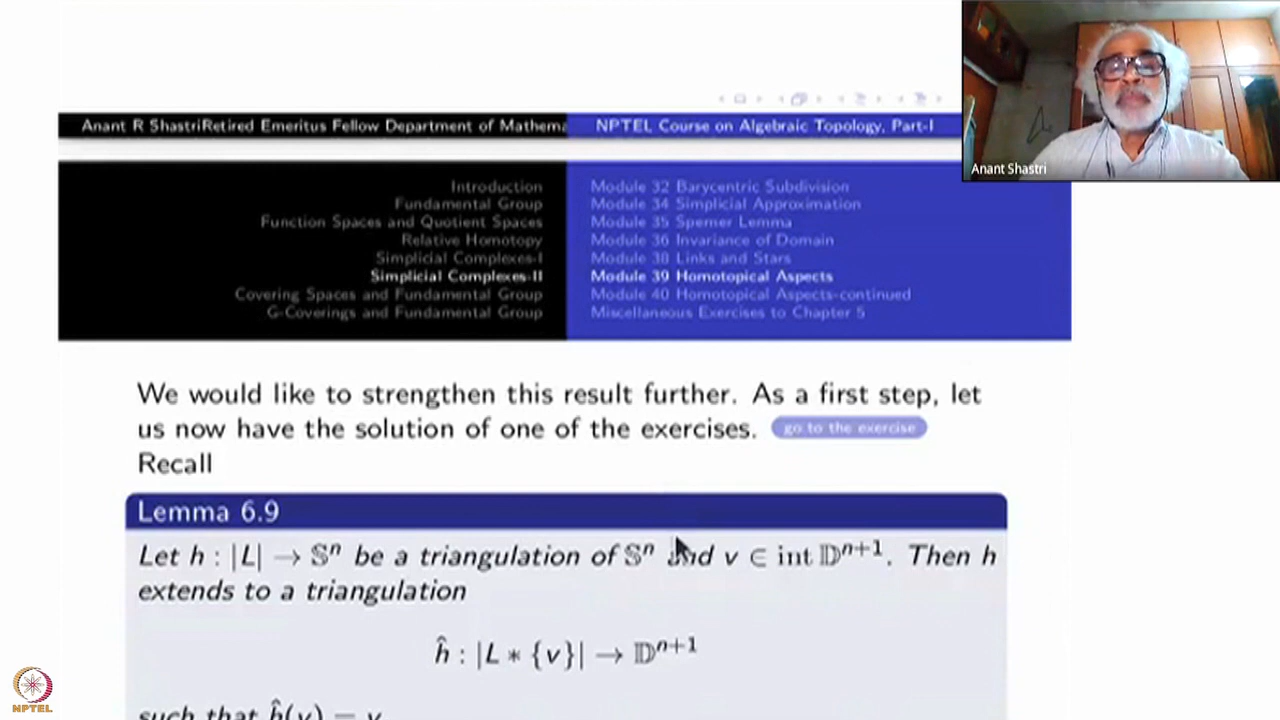 Anant R ShastriRetired Emeritus Fellow Department of Mathema
NPTEL Course on Algebraic Topology, Part-I
Anant Shastri
Introduction
Fundamental Group
Function Spaces and Quotient Spaces
Relative Homotopy
Simplicial Complexes-I
Simplicial Complexes-II
Covering Spaces and Fundamental Group
G-Coverings and Fundamental Group
Module 32 Barycentric Subdivision
Module 34 Simplicial Approximation
Module 35 Sperner Lemma
Module 36 Invariance of Domain
Module 38 Links and Stars
Module 39 Homotopical Aspects
Module 40 Homotopical Aspects-continued
Miscellaneous Exercises to Chapter 5
We would like to strengthen this result further. As a first step, let
us now have the solution of one of the exercises. go to the exercise
Recall
Lemma 6.9
Let h : |L| → 𝕊ⁿ be a triangulation of 𝕊ⁿ and v ∈ int 𝔻ⁿ⁺¹. Then h
extends to a triangulation
ĥ : |L * {v}| → 𝔻ⁿ⁺¹
such that ĥ(v) = v
NPTEL